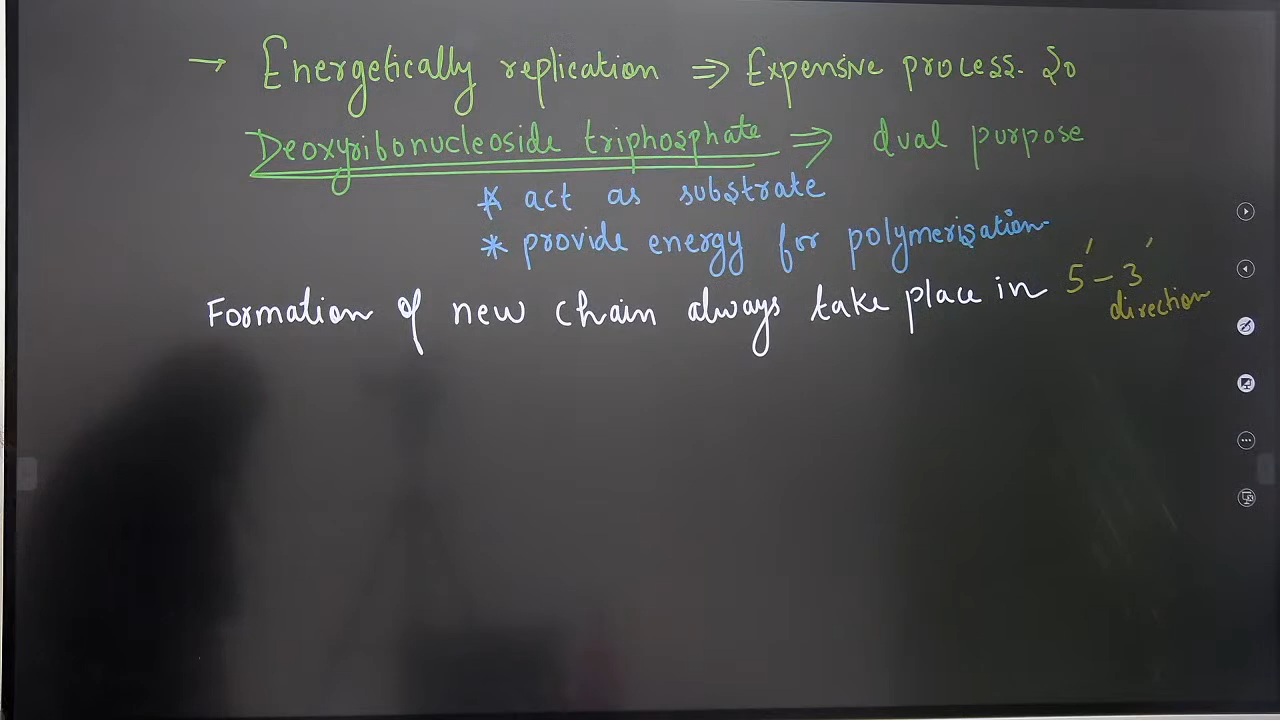 → Energetically replication ⇒ Expensive process. So
Deoxyribonucleoside triphosphate ⇒ dual purpose
* act as substrate
* provide energy for polymerisation.
Formation of new chain always take place in 5' - 3'
direction